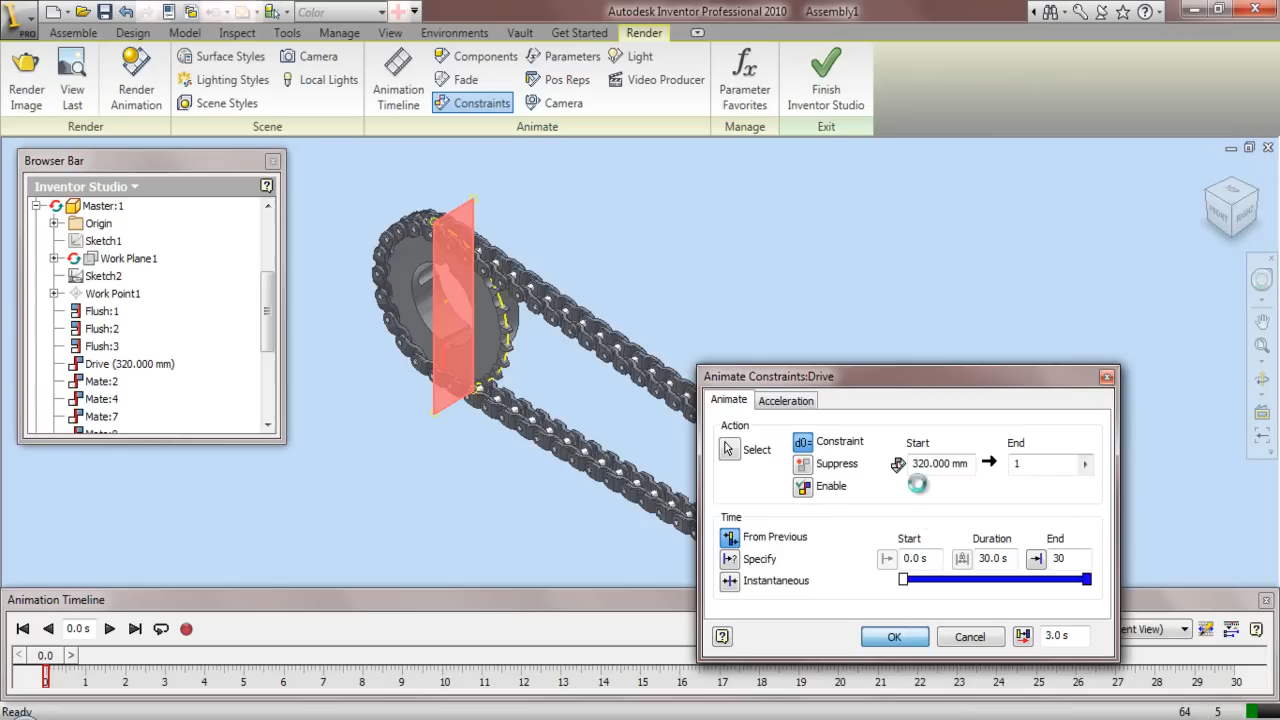 Color
Autodesk Inventor Professional 2010 Assembly1
PRO
Assemble Design Model Inspect Tools Manage View Environments Vault Get Started Render
Render Image
View Last
Render
Render Animation
Surface Styles
Lighting Styles
Scene Styles
Camera
Local Lights
Scene
Animation Timeline
Components
Fade
Constraints
Parameters
Pos Reps
Camera
Light
Video Producer
Animate
fx
Parameter Favorites
Manage
Finish Inventor Studio
Exit
Browser Bar
Inventor Studio
Master:1
Origin
Sketch1
Work Plane1
Sketch2
Work Point1
Flush:1
Flush:2
Flush:3
Drive (320.000 mm)
Mate:2
Mate:4
Mate:7
TOP
FRONT
RIGHT
Animate Constraints:Drive
Animate Acceleration
Action
Select
d0= Constraint
Suppress
Enable
Start End
320.000 mm 1
Time
From Previous
Specify
Instantaneous
Start Duration End
0.0 s 30.0 s 30
OK Cancel 3.0 s
Animation Timeline
0.0 s
ent View)
0.0
1 2 3 4 5 6 7 8 9 10 11 12 13 14 15 16 17 18 19 20 21 22 23 24 25 26 27 28 29 30
Ready 64 5